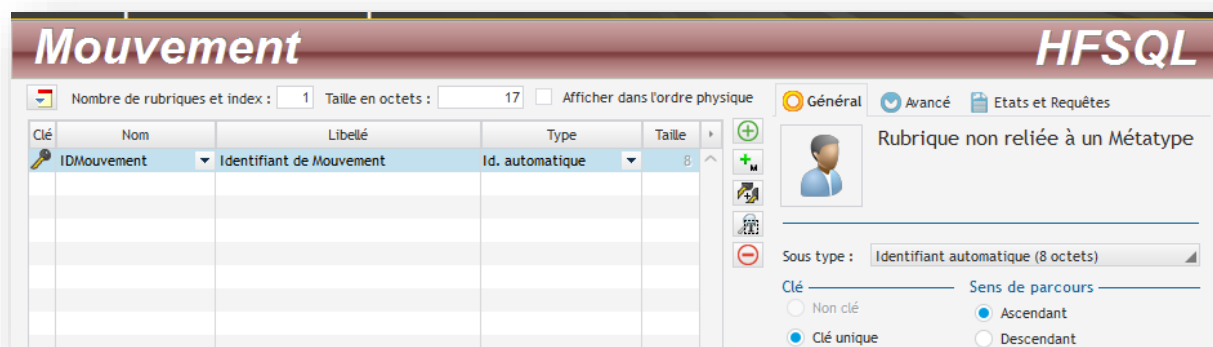 Mouvement HFSQL
Nombre de rubriques et index : 1 Taille en octets : 17 Afficher dans l'ordre physique
Général Avancé Etats et Requêtes
Clé Nom Libellé Type Taille
IDMouvement Identifiant de Mouvement Id. automatique 8
Rubrique non reliée à un Métatype
Sous type : Identifiant automatique (8 octets)
Clé Sens de parcours
Non clé Ascendant
Clé unique Descendant